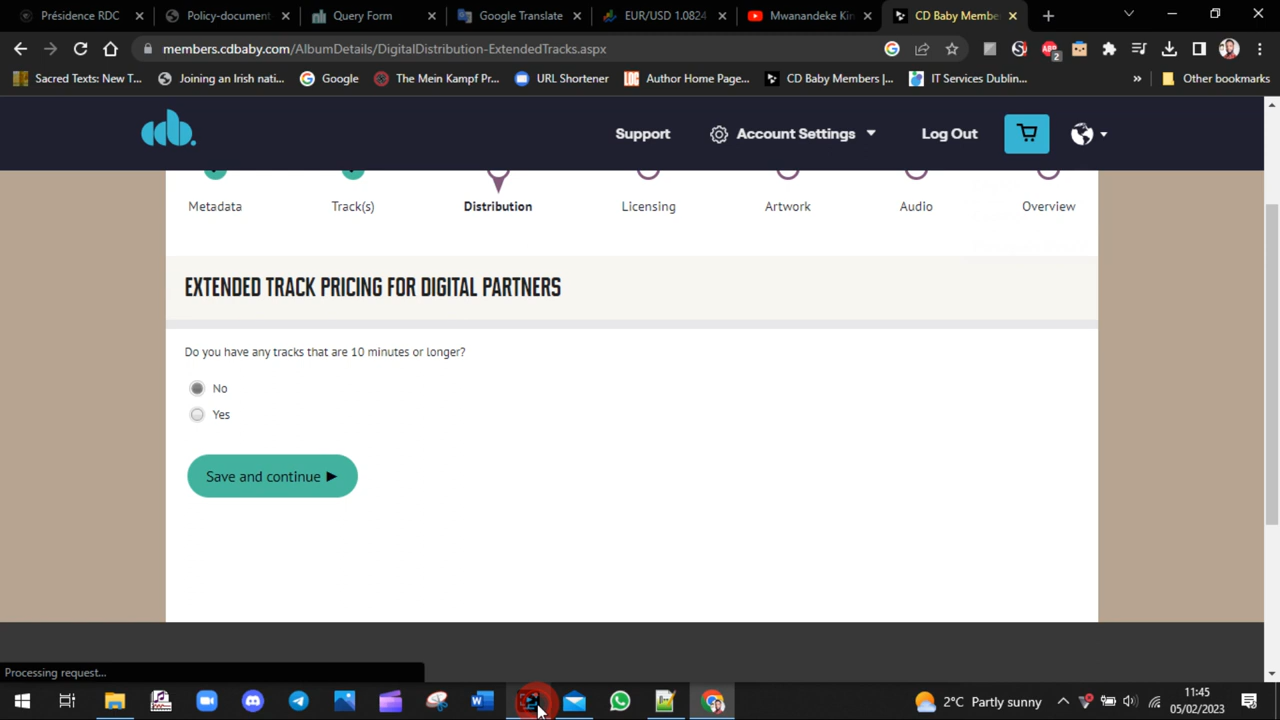 Présidence RDC
Policy-document
Query Form
Google Translate
EUR/USD 1.0824
Mwanandeke Kin
CD Baby Membe
members.cdbaby.com/AlbumDetails/DigitalDistribution-ExtendedTracks.aspx
2
Sacred Texts: New T...
Joining an Irish nati...
Google
The Mein Kampf Pr...
URL Shortener
Author Home Page...
CD Baby Members |...
IT Services Dublin...
»
Other bookmarks
cdb.
Support
Account Settings
Log Out
Metadata
Track(s)
Distribution
Licensing
Artwork
Audio
Overview
EXTENDED TRACK PRICING FOR DIGITAL PARTNERS
Do you have any tracks that are 10 minutes or longer?
No
Yes
Save and continue ►
Processing request...
2°C Partly sunny
11:45
05/02/2023